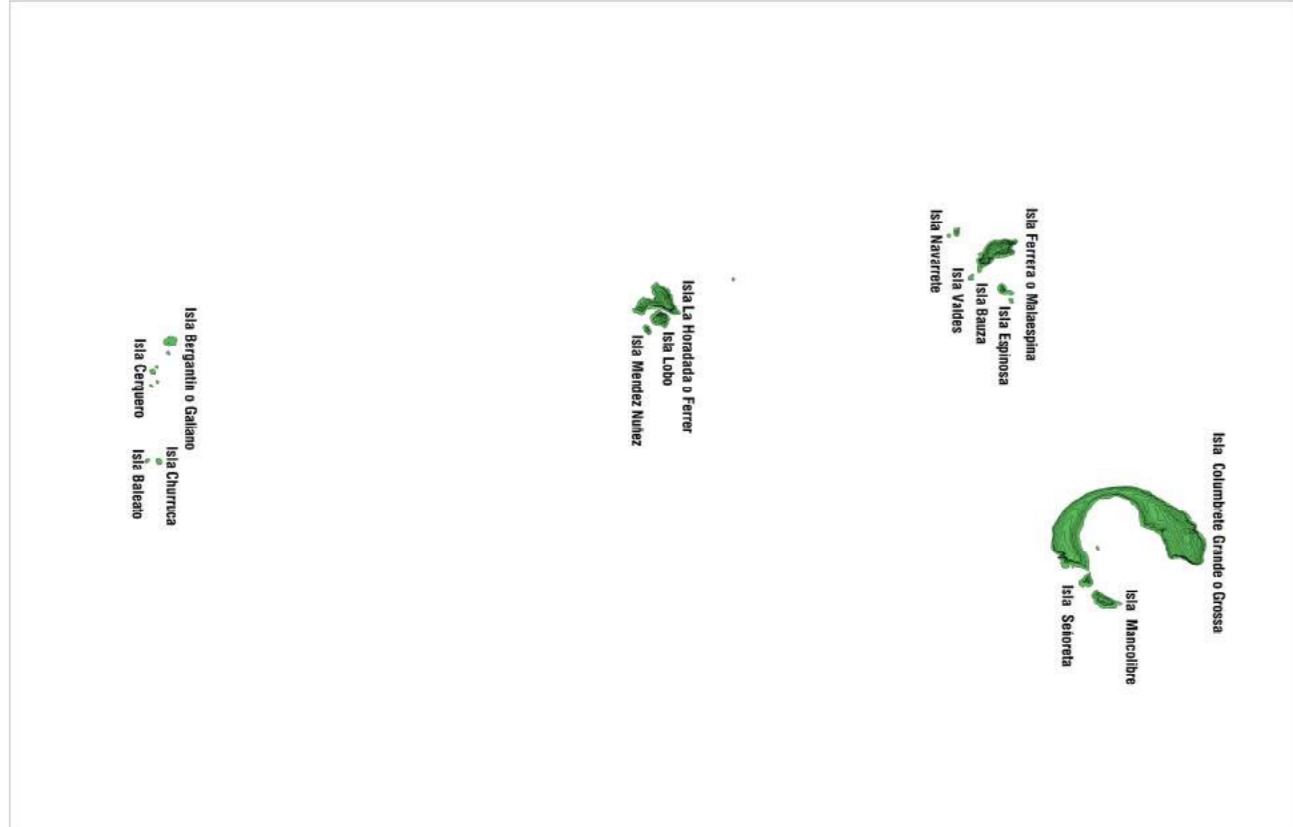 Isla Columbrete Grande o Grossa
Isla Mancolibre
Isla Señoreta
Isla Ferrera o Malaespina
Isla Espinosa
Isla Bauza
Isla Valdes
Isla Navarrete
Isla La Horadada o Ferrer
Isla Lobo
Isla Mendez Nuñez
Isla Bergantin o Galiano
Isla Churruca
Isla Cerquero
Isla Baleato